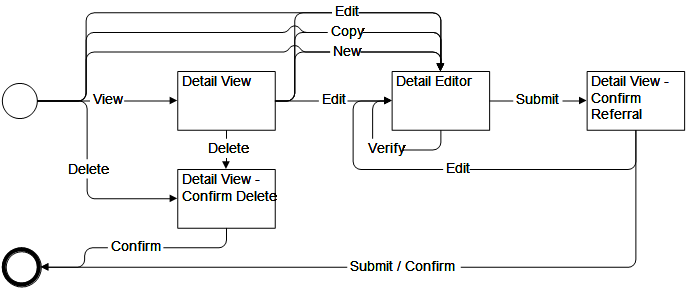 Edit
Copy
New
Detail View
Detail Editor
Detail View -
Confirm
Referral
View
Edit
Submit
Delete
Verify
Delete
Edit
Detail View -
Confirm Delete
Confirm
Submit / Confirm